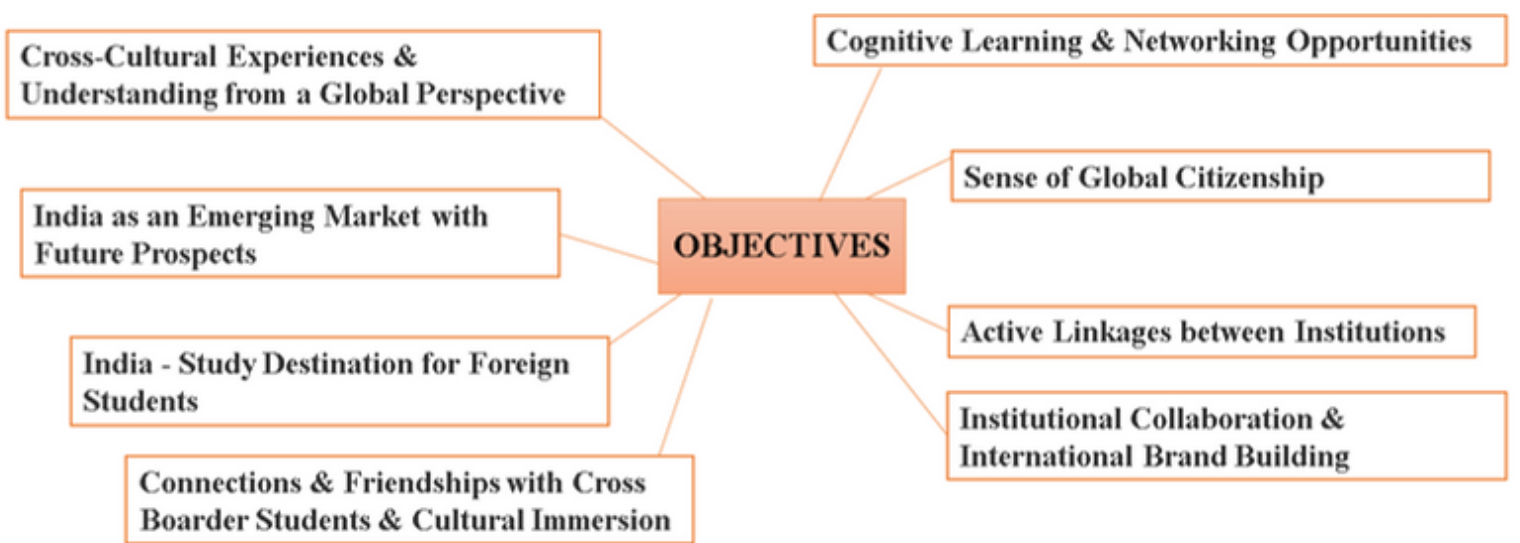 Cross-Cultural Experiences &
Understanding from a Global Perspective
India as an Emerging Market with
Future Prospects
India - Study Destination for Foreign
Students
Connections & Friendships with Cross
Boarder Students & Cultural Immersion
OBJECTIVES
Cognitive Learning & Networking Opportunities
Sense of Global Citizenship
Active Linkages between Institutions
Institutional Collaboration &
International Brand Building